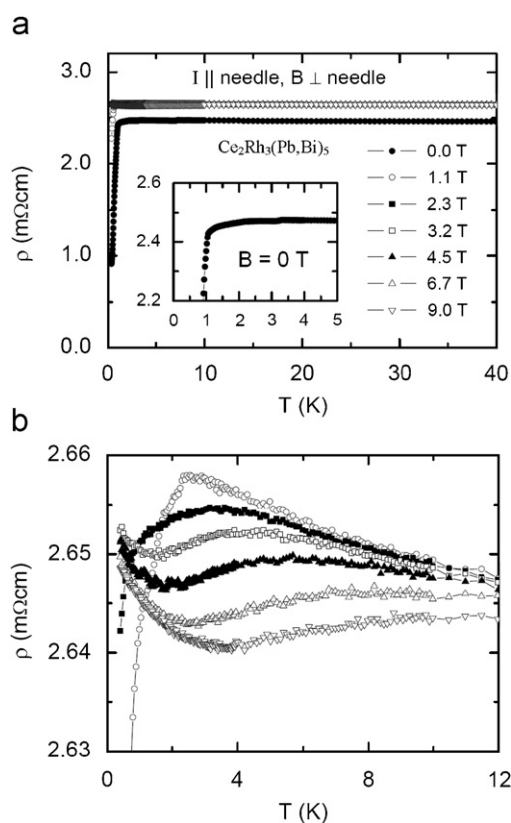 a
I || needle, B ⊥ needle
Ce₂Rh₃(Pb,Bi)₅
3.0
2.0
1.0
0.0
ρ (mΩcm)
0.0 T
1.1 T
2.3 T
3.2 T
4.5 T
6.7 T
9.0 T
2.6
2.4
2.2
B = 0 T
0 1 2 3 4 5
0 10 20 30 40
T (K)
b
2.66
2.65
2.64
2.63
ρ (mΩcm)
0 4 8 12
T (K)